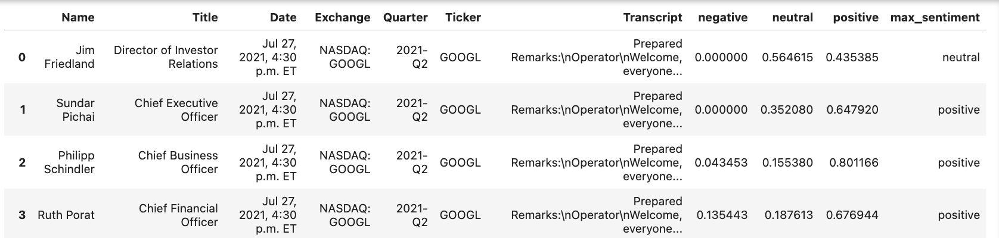 Name Title Date Exchange Quarter Ticker Transcript negative neutral positive max_sentiment
0 Jim Friedland Director of Investor Relations Jul 27, 2021, 4:30 p.m. ET NASDAQ: GOOGL 2021-Q2 GOOGL Prepared Remarks:\nOperator\nWelcome, everyone... 0.000000 0.564615 0.435385 neutral
1 Sundar Pichai Chief Executive Officer Jul 27, 2021, 4:30 p.m. ET NASDAQ: GOOGL 2021-Q2 GOOGL Prepared Remarks:\nOperator\nWelcome, everyone... 0.000000 0.352080 0.647920 positive
2 Philipp Schindler Chief Business Officer Jul 27, 2021, 4:30 p.m. ET NASDAQ: GOOGL 2021-Q2 GOOGL Prepared Remarks:\nOperator\nWelcome, everyone... 0.043453 0.155380 0.801166 positive
3 Ruth Porat Chief Financial Officer Jul 27, 2021, 4:30 p.m. ET NASDAQ: GOOGL 2021-Q2 GOOGL Prepared Remarks:\nOperator\nWelcome, everyone... 0.135443 0.187613 0.676944 positive